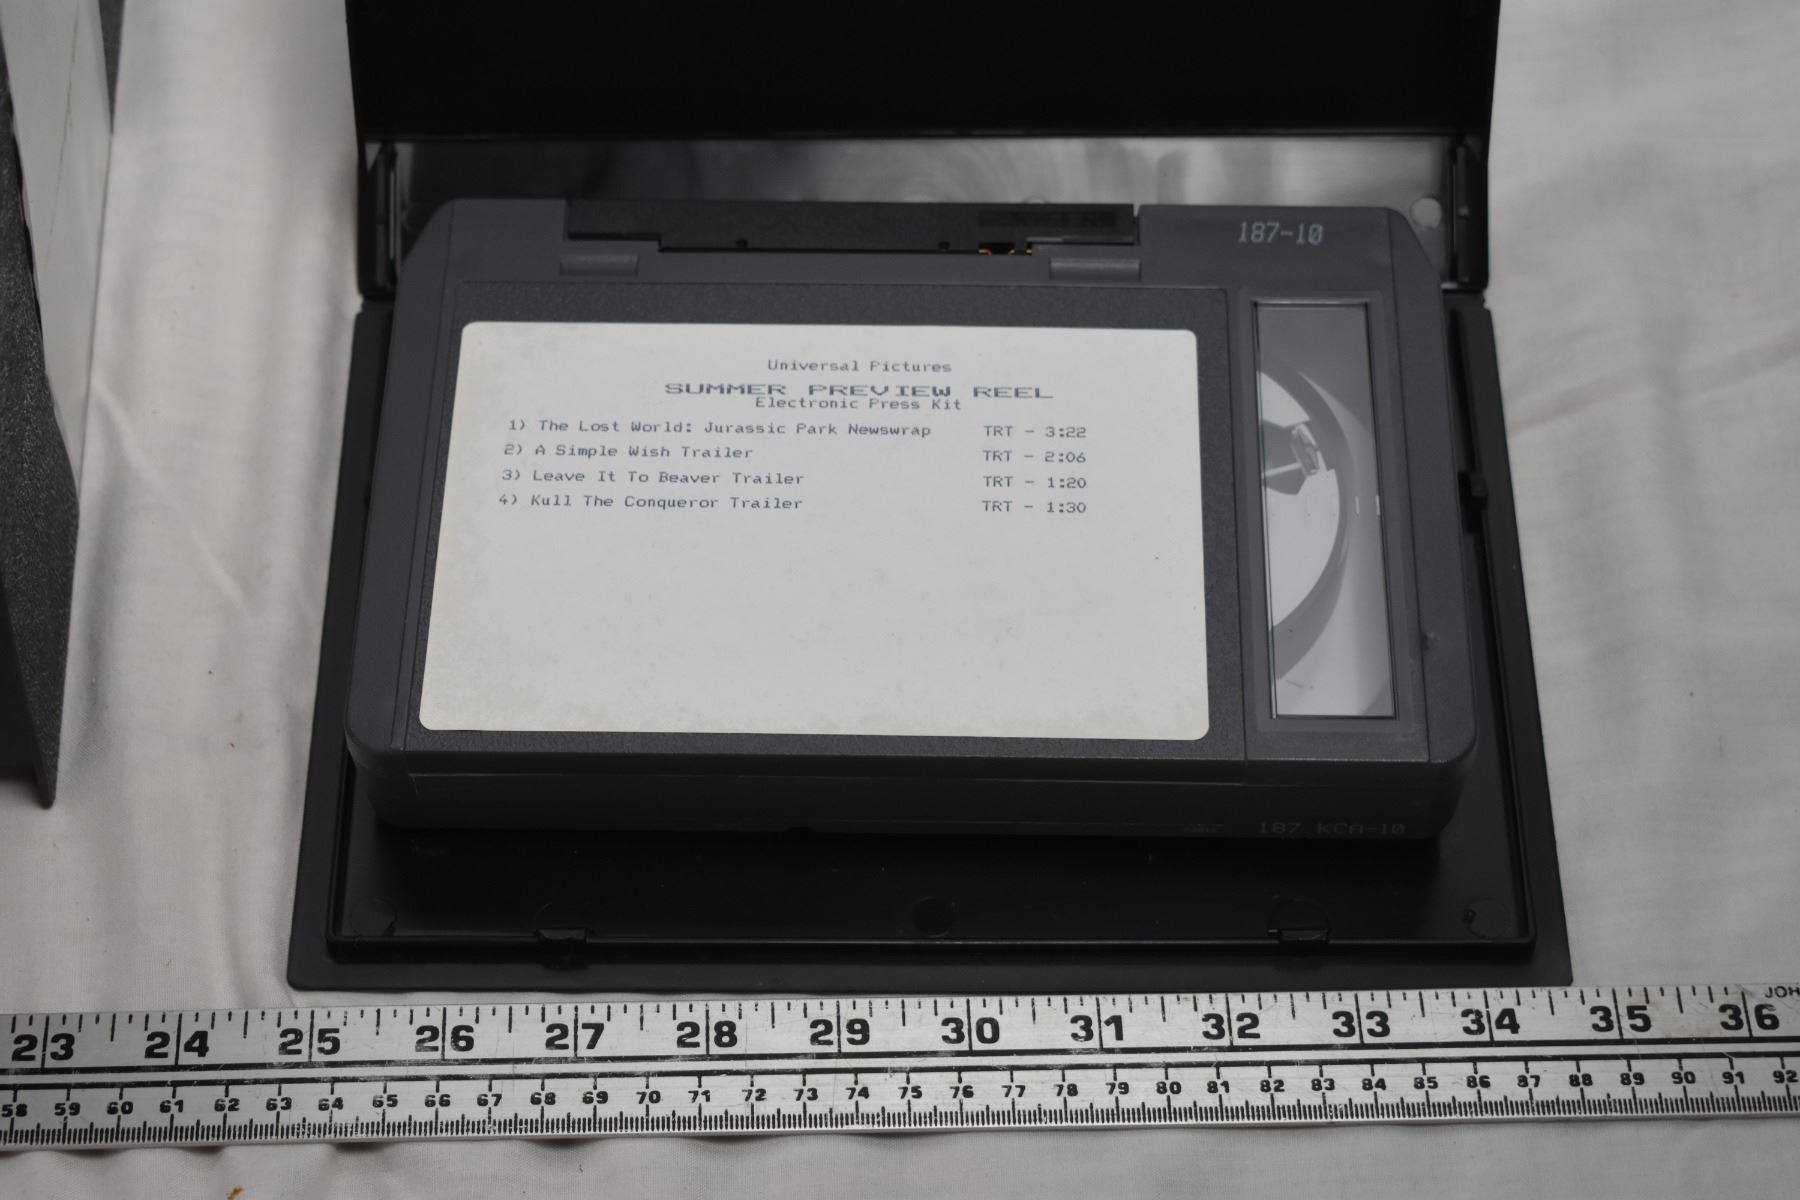 187-10
Universal Pictures
SUMMER PREVIEW REEL
Electronic Press Kit
1) The Lost World: Jurassic Park Newswrap TRT - 3:22
2) A Simple Wish Trailer TRT - 2:06
3) Leave It To Beaver Trailer TRT - 1:20
4) Kull The Conqueror Trailer TRT - 1:30
187 KCA-10
JOH
23 24 25 26 27 28 29 30 31 32 33 34 35 36
58 59 60 61 62 63 64 65 66 67 68 69 70 71 72 73 74 75 76 77 78 79 80 81 82 83 84 85 86 87 88 89 90 91 92